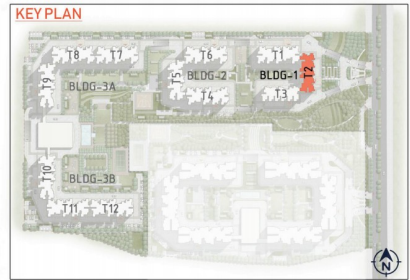 KEY PLAN
T8 T7 T6 T1
T9 BLDG-3A T5 BLDG-2 BLDG-1 T2
T4 T3
T10 BLDG-3B
T11 T12
N